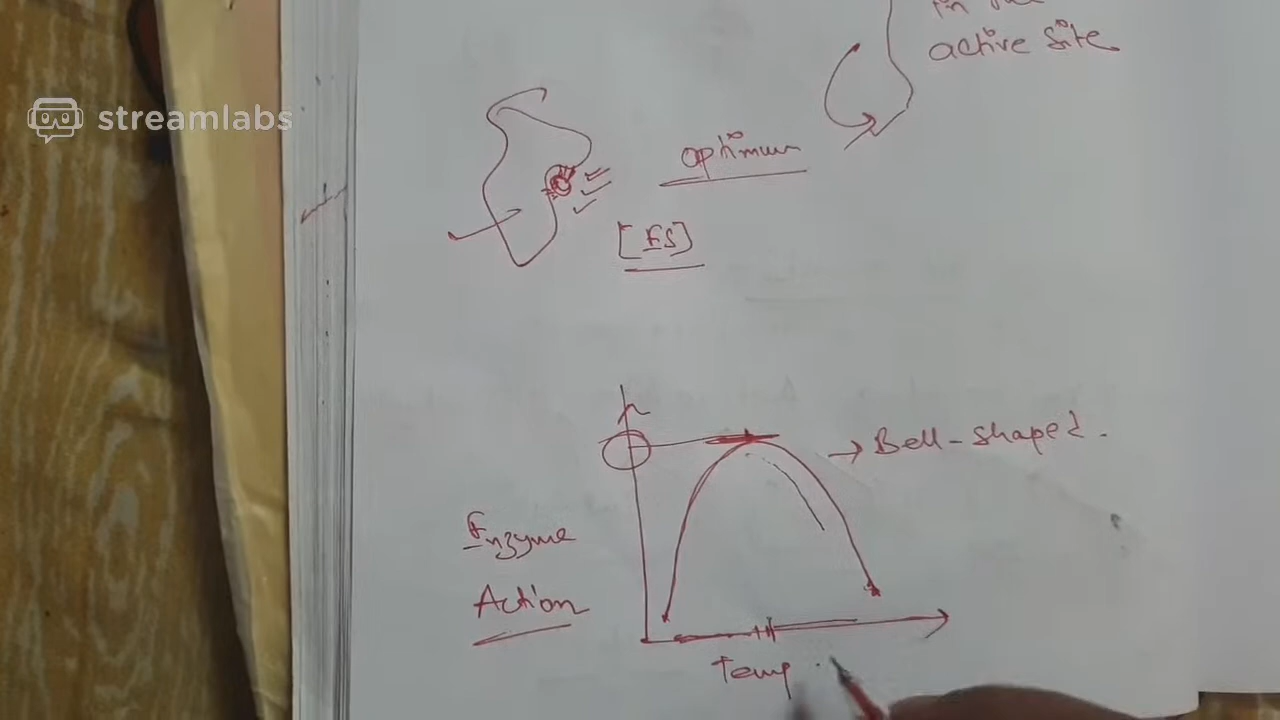 active site
streamlabs
optimum
[ES]
→ Bell-shaped.
Enzyme
Action
Temp